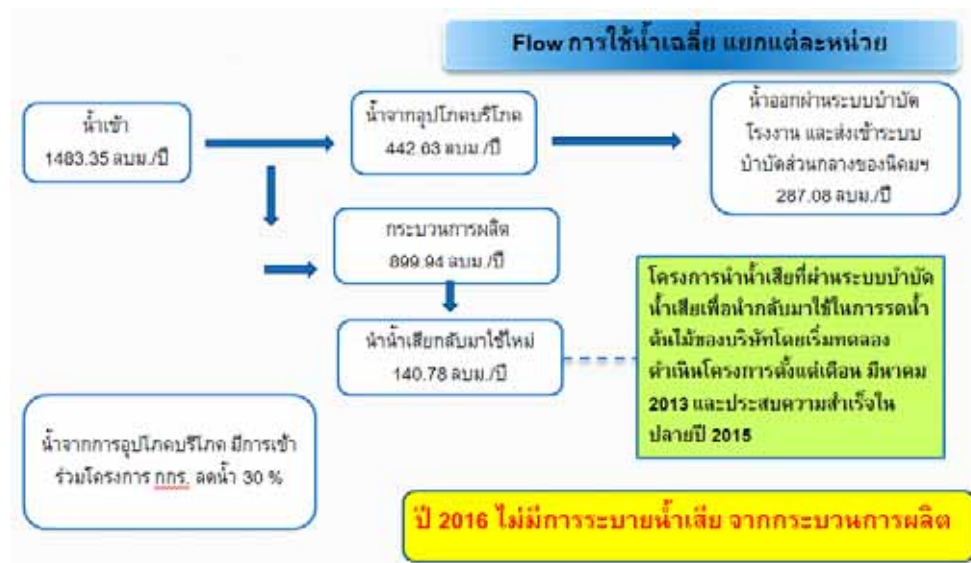 Flow การใช้น้ำเฉลี่ย แยกแต่ละหน่วย
น้ำเข้า
1483.35 ลบม./ปี
น้ำจากอุปโภคบริโภค
442.63 ลบม./ปี
น้ำออกผ่านระบบบำบัด
โรงงาน และส่งเข้าระบบ
บำบัดส่วนกลางของนิคมฯ
287.08 ลบม./ปี
กระบวนการผลิต
899.94 ลบม./ปี
นำน้ำเสียกลับมาใช้ใหม่
140.78 ลบม./ปี
โครงการนำน้ำเสียที่ผ่านระบบบำบัด
น้ำเสียเพื่อนำกลับมาใช้ในการรดน้ำ
ต้นไม้ของบริษัทโดยเริ่มทดลอง
ดำเนินโครงการตั้งแต่เดือน มีนาคม
2013 และประสบความสำเร็จใน
ปลายปี 2015
น้ำจากการอุปโภคบริโภค มีการเข้า
ร่วมโครงการ กกร. ลดน้ำ 30 %
ปี 2016 ไม่มีการระบายน้ำเสีย จากกระบวนการผลิต